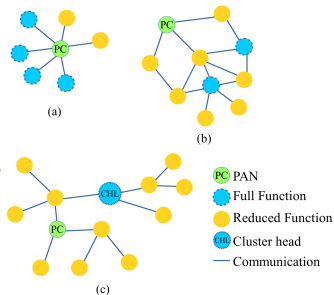 PC
(a)
PC
(b)
CHL
PC
(c)
PC PAN
Full Function
Reduced Function
CHL Cluster head
Communication